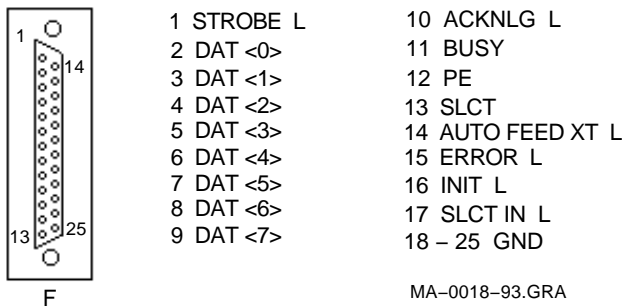 1
14
13
25
F
1 STROBE L
2 DAT <0>
3 DAT <1>
4 DAT <2>
5 DAT <3>
6 DAT <4>
7 DAT <5>
8 DAT <6>
9 DAT <7>
10 ACKNLG L
11 BUSY
12 PE
13 SLCT
14 AUTO FEED XT L
15 ERROR L
16 INIT L
17 SLCT IN L
18 – 25 GND
MA–0018–93.GRA